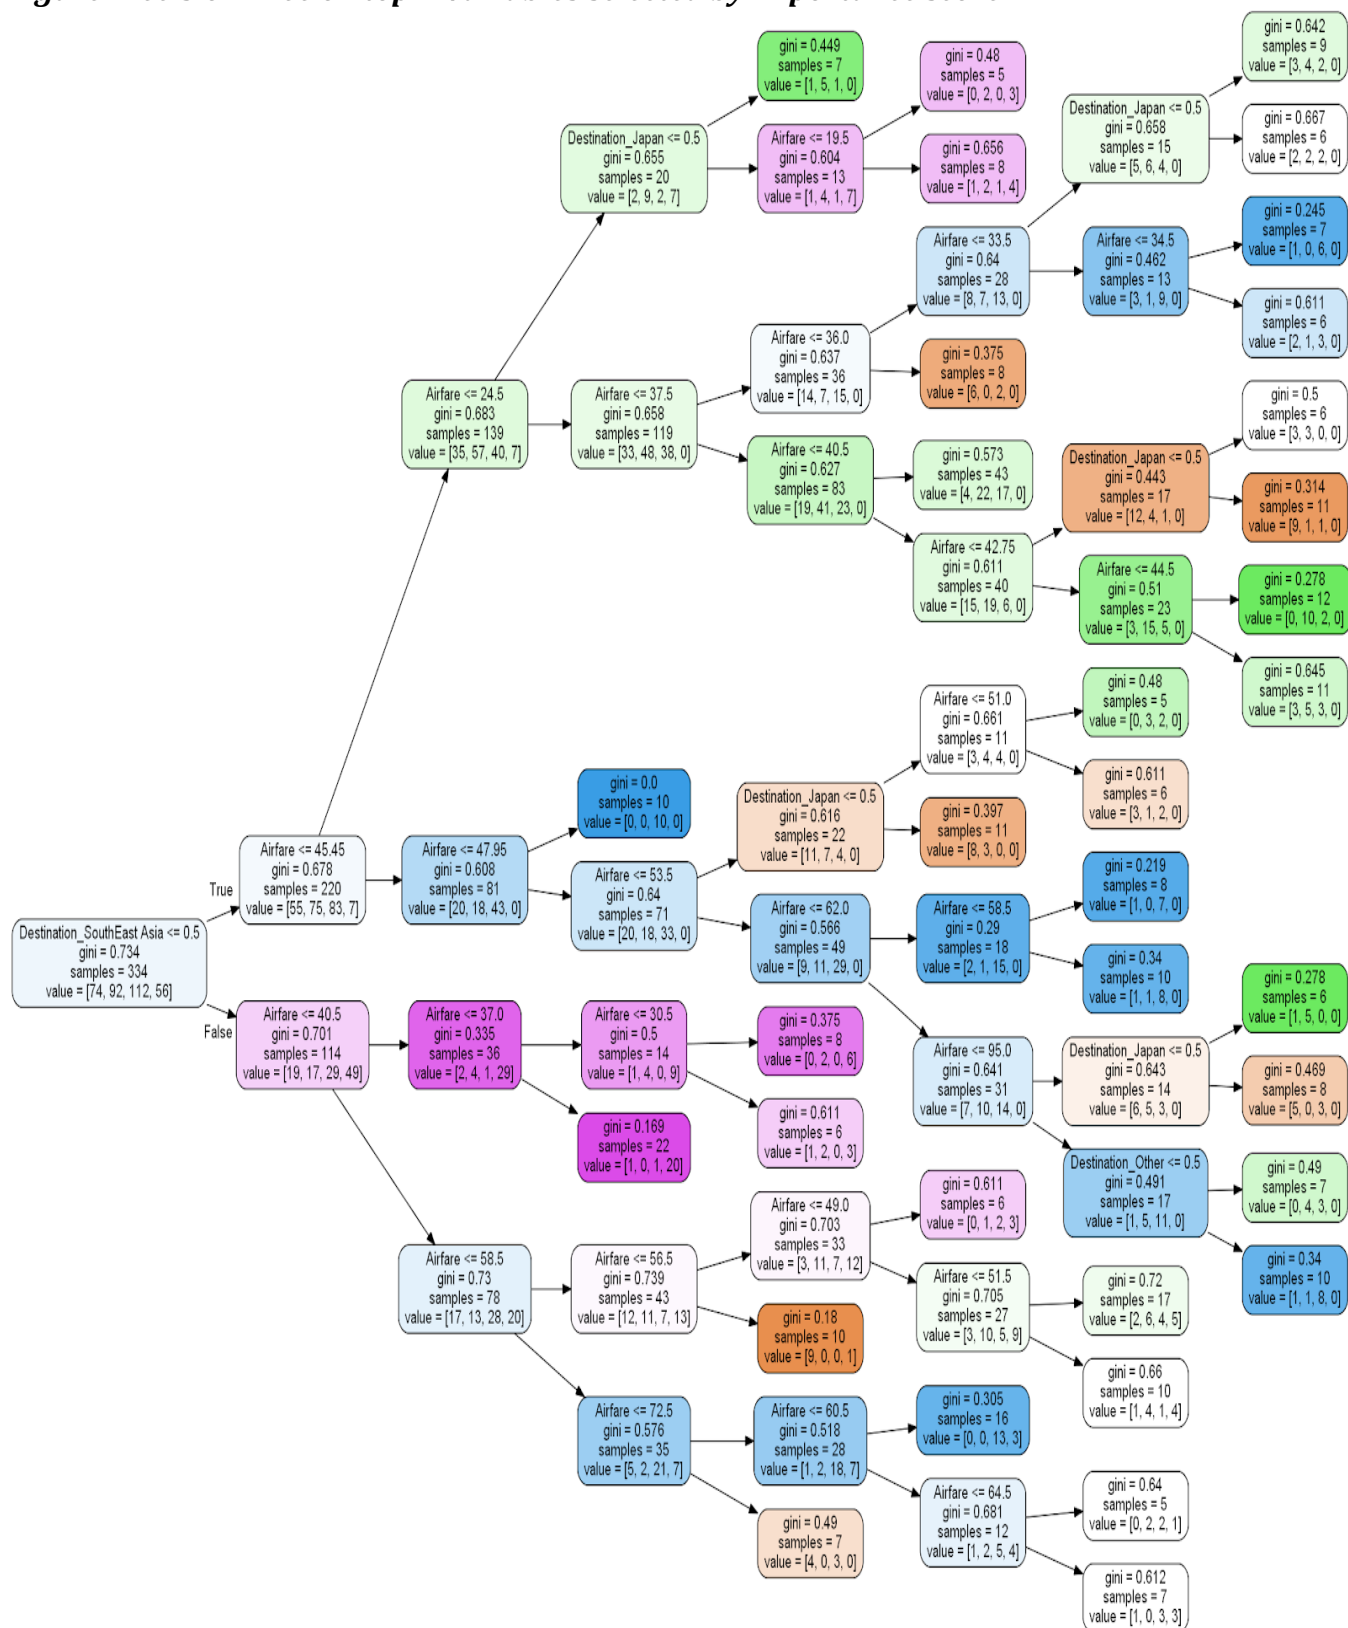 Destination_SouthEast Asia <= 0.5
gini = 0.734
samples = 334
value = [74, 92, 112, 56]
True
False
Airfare <= 45.45
gini = 0.678
samples = 220
value = [55, 75, 83, 7]
Airfare <= 40.5
gini = 0.701
samples = 114
value = [19, 17, 29, 49]
Airfare <= 24.5
gini = 0.683
samples = 139
value = [35, 57, 40, 7]
Airfare <= 47.95
gini = 0.608
samples = 81
value = [20, 18, 43, 0]
Airfare <= 37.0
gini = 0.335
samples = 36
value = [2, 4, 1, 29]
Airfare <= 58.5
gini = 0.73
samples = 78
value = [17, 13, 28, 20]
Destination_Japan <= 0.5
gini = 0.655
samples = 20
value = [2, 9, 2, 7]
Airfare <= 37.5
gini = 0.658
samples = 119
value = [33, 48, 38, 0]
gini = 0.0
samples = 10
value = [0, 0, 10, 0]
Airfare <= 53.5
gini = 0.64
samples = 71
value = [20, 18, 33, 0]
Airfare <= 30.5
gini = 0.5
samples = 14
value = [1, 4, 0, 9]
gini = 0.169
samples = 22
value = [1, 0, 1, 20]
Airfare <= 56.5
gini = 0.739
samples = 43
value = [12, 11, 7, 13]
Airfare <= 72.5
gini = 0.576
samples = 35
value = [5, 2, 21, 7]
gini = 0.449
samples = 7
value = [1, 5, 1, 0]
Airfare <= 19.5
gini = 0.604
samples = 13
value = [1, 4, 1, 7]
Airfare <= 36.0
gini = 0.637
samples = 36
value = [14, 7, 15, 0]
Airfare <= 40.5
gini = 0.627
samples = 83
value = [19, 41, 23, 0]
Destination_Japan <= 0.5
gini = 0.616
samples = 22
value = [11, 7, 4, 0]
Airfare <= 62.0
gini = 0.566
samples = 49
value = [9, 11, 29, 0]
gini = 0.375
samples = 8
value = [0, 2, 0, 6]
gini = 0.611
samples = 6
value = [1, 2, 0, 3]
Airfare <= 49.0
gini = 0.703
samples = 33
value = [3, 11, 7, 12]
gini = 0.18
samples = 10
value = [9, 0, 0, 1]
Airfare <= 60.5
gini = 0.518
samples = 28
value = [1, 2, 18, 7]
gini = 0.49
samples = 7
value = [4, 0, 3, 0]
gini = 0.48
samples = 5
value = [0, 2, 0, 3]
gini = 0.656
samples = 8
value = [1, 2, 1, 4]
Airfare <= 33.5
gini = 0.64
samples = 28
value = [8, 7, 13, 0]
gini = 0.375
samples = 8
value = [6, 0, 2, 0]
gini = 0.573
samples = 43
value = [4, 22, 17, 0]
Airfare <= 42.75
gini = 0.611
samples = 40
value = [15, 19, 6, 0]
Airfare <= 51.0
gini = 0.661
samples = 11
value = [3, 4, 4, 0]
gini = 0.397
samples = 11
value = [8, 3, 0, 0]
Airfare <= 58.5
gini = 0.29
samples = 18
value = [2, 1, 15, 0]
Airfare <= 95.0
gini = 0.641
samples = 31
value = [7, 10, 14, 0]
gini = 0.611
samples = 6
value = [0, 1, 2, 3]
Airfare <= 51.5
gini = 0.705
samples = 27
value = [3, 10, 5, 9]
gini = 0.305
samples = 16
value = [0, 0, 13, 3]
Airfare <= 64.5
gini = 0.681
samples = 12
value = [1, 2, 5, 4]
Destination_Japan <= 0.5
gini = 0.658
samples = 15
value = [5, 6, 4, 0]
Airfare <= 34.5
gini = 0.462
samples = 13
value = [3, 1, 9, 0]
Destination_Japan <= 0.5
gini = 0.443
samples = 17
value = [12, 4, 1, 0]
Airfare <= 44.5
gini = 0.51
samples = 23
value = [3, 15, 5, 0]
gini = 0.48
samples = 5
value = [0, 3, 2, 0]
gini = 0.611
samples = 6
value = [3, 1, 2, 0]
gini = 0.219
samples = 8
value = [1, 0, 7, 0]
gini = 0.34
samples = 10
value = [1, 1, 8, 0]
Destination_Japan <= 0.5
gini = 0.643
samples = 14
value = [6, 5, 3, 0]
Destination_Other <= 0.5
gini = 0.491
samples = 17
value = [1, 5, 11, 0]
gini = 0.72
samples = 17
value = [2, 6, 4, 5]
gini = 0.66
samples = 10
value = [1, 4, 1, 4]
gini = 0.64
samples = 5
value = [0, 2, 2, 1]
gini = 0.612
samples = 7
value = [1, 0, 3, 3]
gini = 0.642
samples = 9
value = [3, 4, 2, 0]
gini = 0.667
samples = 6
value = [2, 2, 2, 0]
gini = 0.245
samples = 7
value = [1, 0, 6, 0]
gini = 0.611
samples = 6
value = [2, 1, 3, 0]
gini = 0.5
samples = 6
value = [3, 3, 0, 0]
gini = 0.314
samples = 11
value = [9, 1, 1, 0]
gini = 0.278
samples = 12
value = [0, 10, 2, 0]
gini = 0.645
samples = 11
value = [3, 5, 3, 0]
gini = 0.278
samples = 6
value = [1, 5, 0, 0]
gini = 0.469
samples = 8
value = [5, 0, 3, 0]
gini = 0.49
samples = 7
value = [0, 4, 3, 0]
gini = 0.34
samples = 10
value = [1, 1, 8, 0]